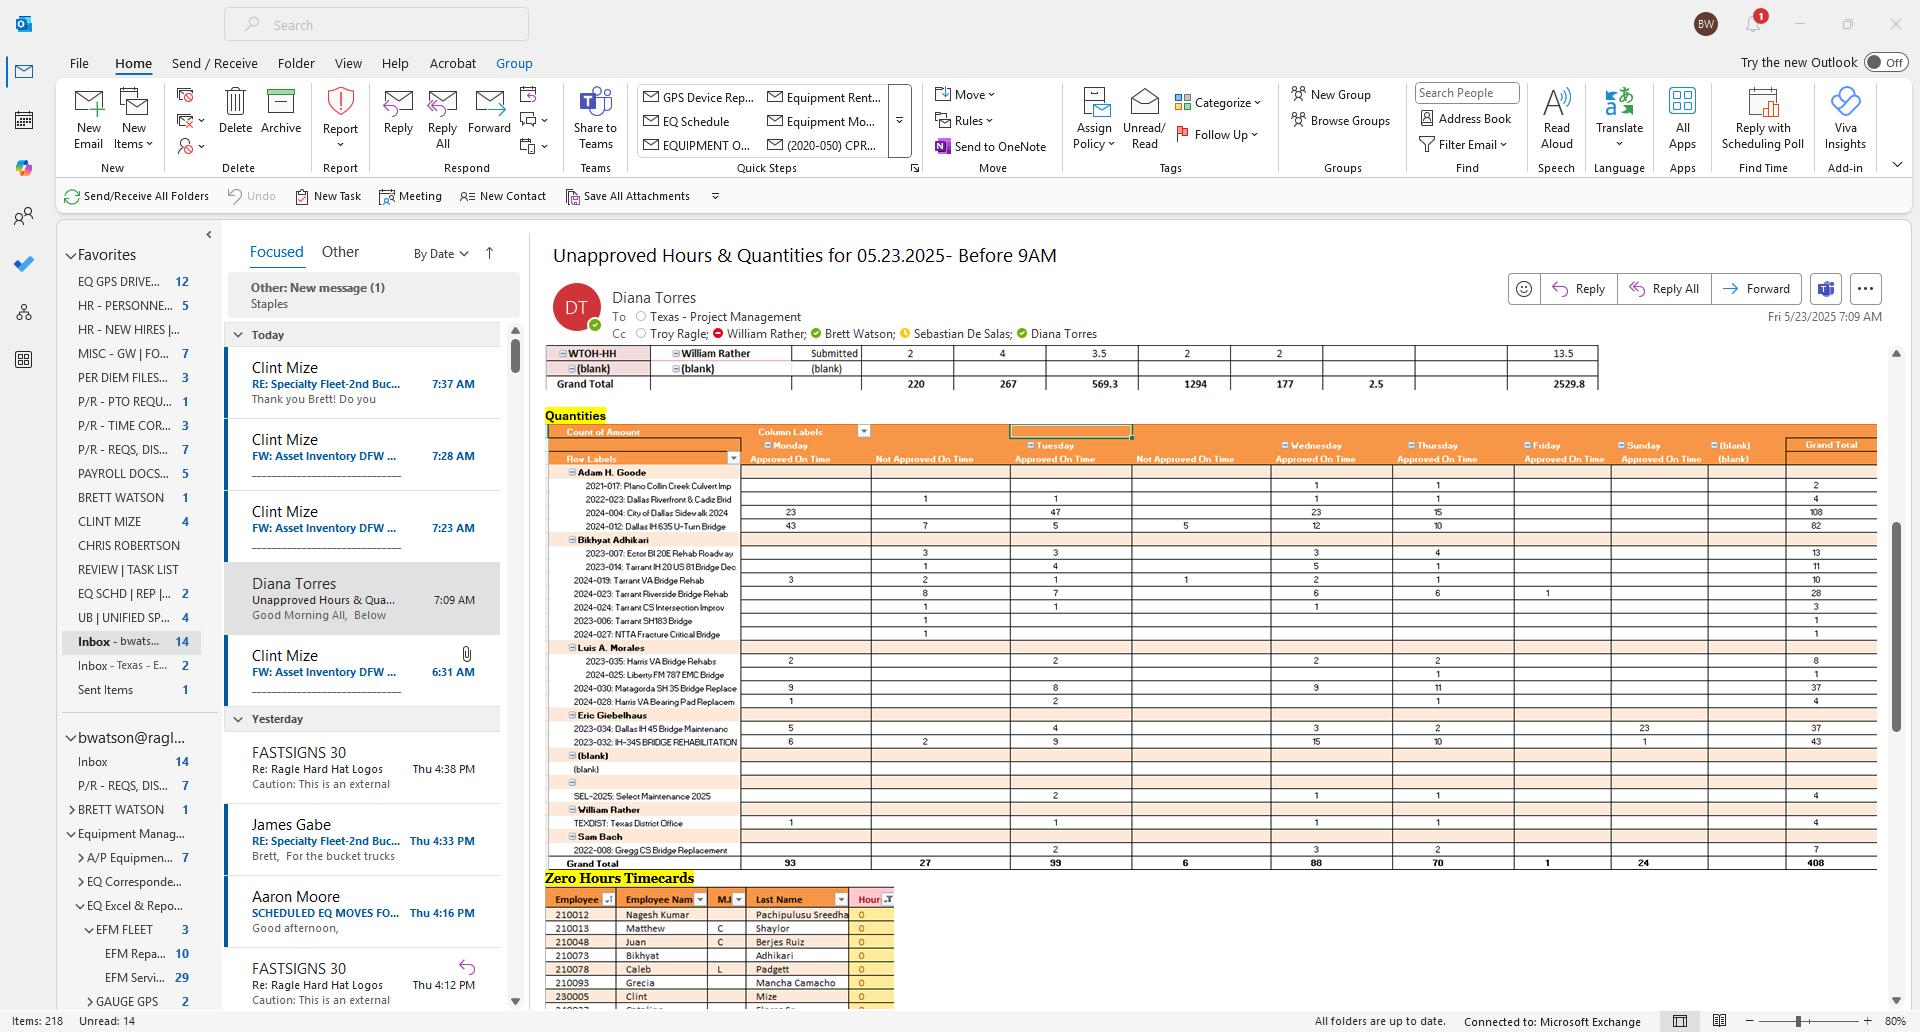 Search
BW
1
File Home Send / Receive Folder View Help Acrobat Group
Try the new Outlook Off
New Email
New Items
Delete
Archive
Report
Reply
Reply All
Forward
Share to Teams
GPS Device Rep...
EQ Schedule
EQUIPMENT O...
Equipment Rent...
Equipment Mo...
(2020-050) CPR...
Move
Rules
Send to OneNote
Assign Policy
Unread/ Read
Categorize
Follow Up
New Group
Browse Groups
Search People
Address Book
Filter Email
Read Aloud
Translate
All Apps
Reply with Scheduling Poll
Viva Insights
New Delete Report Respond Teams Quick Steps Move Tags Groups Find Speech Language Apps Find Time Add-in
Send/Receive All Folders Undo New Task Meeting New Contact Save All Attachments
Favorites
EQ GPS DRIVE... 12
HR - PERSONNE... 5
HR - NEW HIRES |...
MISC - GW | FO... 7
PER DIEM FILES... 3
P/R - PTO REQU... 1
P/R - TIME COR... 3
P/R - REQS, DIS... 7
PAYROLL DOCS... 5
BRETT WATSON 1
CLINT MIZE 4
CHRIS ROBERTSON
REVIEW | TASK LIST
EQ SCHD | REP |... 2
UB | UNIFIED SP... 4
Inbox - bwats... 14
Inbox - Texas - E... 2
Sent Items 1
bwatson@ragl...
Inbox 14
P/R - REQS, DIS... 7
BRETT WATSON 1
Equipment Manag...
A/P Equipmen... 7
EQ Corresponde...
EQ Excel & Repo...
EFM FLEET 3
EFM Repa... 10
EFM Servi... 29
GAUGE GPS 2
Focused Other By Date
Other: New message (1)
Staples
Today
Clint Mize
RE: Specialty Fleet-2nd Buc... 7:37 AM
Thank you Brett! Do you
Clint Mize
FW: Asset Inventory DFW ... 7:28 AM
Clint Mize
FW: Asset Inventory DFW ... 7:23 AM
Diana Torres
Unapproved Hours & Qua... 7:09 AM
Good Morning All, Below
Clint Mize
FW: Asset Inventory DFW ... 6:31 AM
Yesterday
FASTSIGNS 30
Re: Ragle Hard Hat Logos Thu 4:38 PM
Caution: This is an external
James Gabe
RE: Specialty Fleet-2nd Buc... Thu 4:33 PM
Brett, For the bucket trucks
Aaron Moore
SCHEDULED EQ MOVES FO... Thu 4:16 PM
Good afternoon,
FASTSIGNS 30
Re: Ragle Hard Hat Logos Thu 4:12 PM
Caution: This is an external
Unapproved Hours & Quantities for 05.23.2025- Before 9AM
DT
Diana Torres
To Texas - Project Management
Cc Troy Ragle; William Rather; Brett Watson; Sebastian De Salas; Diana Torres
Reply Reply All Forward
Fri 5/23/2025 7:09 AM
WTOH-HH William Rather Submitted 2 4 3.5 2 2 13.5
(blank) (blank) (blank)
Grand Total 220 267 569.3 1294 177 2.5 2529.8
Quantities
Count of Amount Column Labels
Monday Tuesday Wednesday Thursday Friday Sunday (blank) Grand Total
Row Labels Approved On Time Not Approved On Time Approved On Time Not Approved On Time Approved On Time Approved On Time Approved On Time Approved On Time (blank)
Adam H. Goode
2021-017: Plano Collin Creek Culvert Imp 1 1 2
2022-023: Dallas Riverfront & Cadiz Brid 1 1 1 1 4
2024-004: City of Dallas Sidewalk 2024 23 47 23 15 108
2024-012: Dallas IH 635 U-Turn Bridge 43 7 5 5 12 10 82
Bikhyat Adhikari
2023-007: Ector BI 20E Rehab Roadway 3 3 3 4 13
2023-014: Tarrant IH 20 US 81 Bridge Dec 1 4 5 1 11
2024-019: Tarrant VA Bridge Rehab 3 2 1 1 2 1 10
2024-023: Tarrant Riverside Bridge Rehab 8 7 6 6 1 28
2024-024: Tarrant CS Intersection Improv 1 1 1 3
2023-006: Tarrant SH183 Bridge 1 1
2024-027: NTTA Fracture Critical Bridge 1 1
Luis A. Morales
2023-035: Harris VA Bridge Rehabs 2 2 2 2 8
2024-025: Liberty FM 787 EMC Bridge 1 1
2024-030: Matagorda SH 35 Bridge Replace 9 8 9 11 37
2024-028: Harris VA Bearing Pad Replacem 1 2 1 4
Eric Giebelhaus
2023-034: Dallas IH 45 Bridge Maintenanc 5 4 3 2 23 37
2023-032: IH-345 BRIDGE REHABILITATION 6 2 9 15 10 1 43
(blank)
(blank)
SEL-2025: Select Maintenance 2025 2 1 1 4
William Rather
TEXDIST: Texas District Office 1 1 1 1 4
Sam Bach
2022-008: Gregg CS Bridge Replacement 2 3 2 7
Grand Total 93 27 99 6 88 70 1 24 408
Zero Hours Timecards
Employee Employee Nam M.I Last Name Hour
210012 Nagesh Kumar Pachipulusu Sreedha 0
210013 Matthew C Shaylor 0
210048 Juan C Berjes Ruiz 0
210073 Bikhyat Adhikari 0
210078 Caleb L Padgett 0
210093 Grecia Mancha Camacho 0
230005 Clint Mize 0
Items: 218 Unread: 14
All folders are up to date. Connected to: Microsoft Exchange 80%